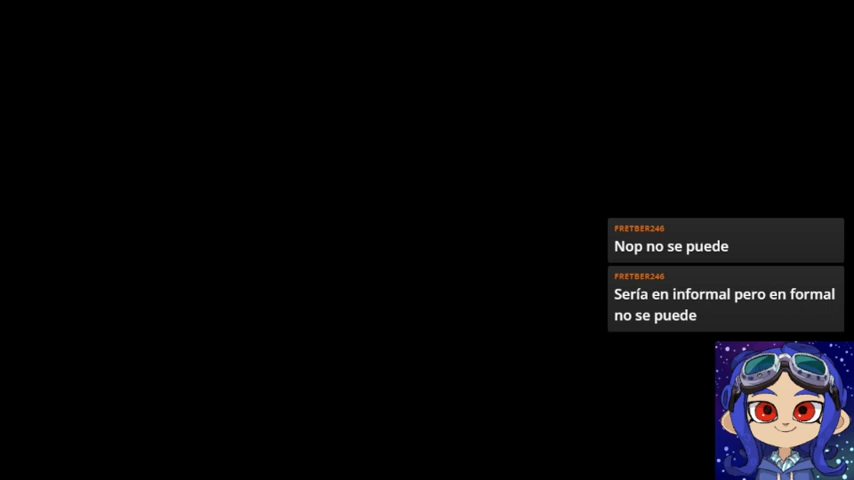 FRETBER246
Nop no se puede
FRETBER246
Sería en informal pero en formal
no se puede